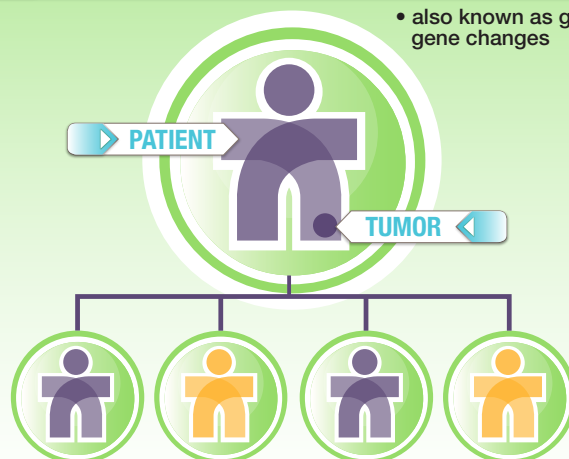 • also known as g
gene changes
PATIENT
TUMOR